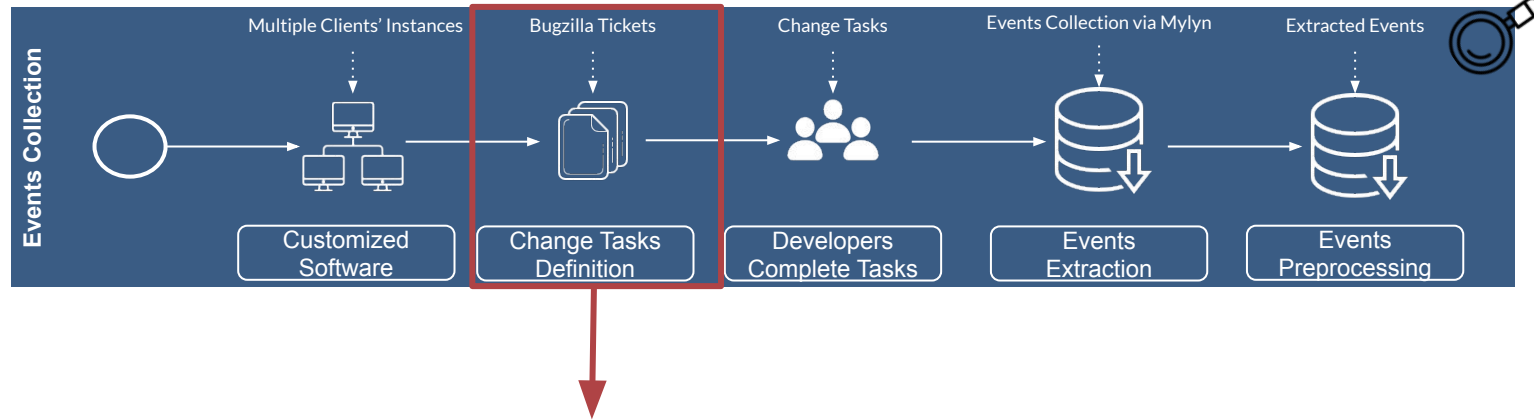 Events Collection
Multiple Clients’ Instances
Bugzilla Tickets
Change Tasks
Events Collection via Mylyn
Extracted Events
Customized
Software
Change Tasks
Definition
Developers
Complete Tasks
Events
Extraction
Events
Preprocessing